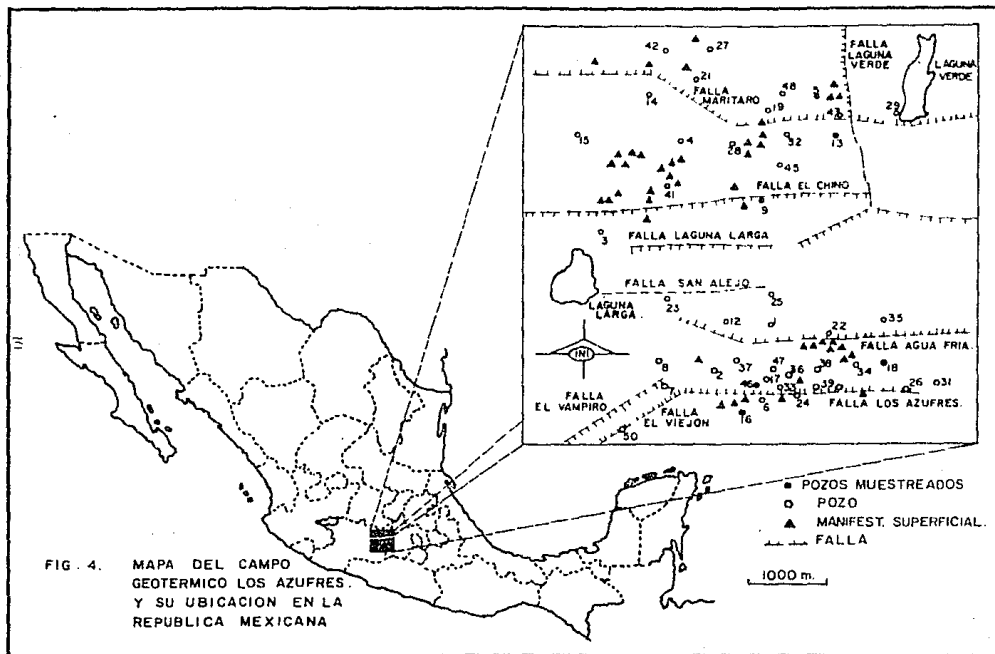 42
27
FALLA
LAGUNA
VERDE
LAGUNA
VERDE
21
FALLA
MARITARO
14
48
5
19
43
29
15
4
28
32
13
45
41
FALLA EL CHINO
9
3
FALLA LAGUNA LARGA
FALLA SAN ALEJO
LAGUNA
LARGA.
23
25
12
1
22
35
FALLA AGUA FRIA.
8
2
37
47
36
38
34
18
46
17
33
39
26
31
FALLA
EL VAMPIRO
FALLA
EL VIEJON
6
24
FALLA LOS AZUFRES.
16
50
POZOS MUESTREADOS
POZO
MANIFEST. SUPERFICIAL.
FALLA
1000 m.
FIG. 4. MAPA DEL CAMPO
GEOTERMICO LOS AZUFRES.
Y SU UBICACION EN LA
REPUBLICA MEXICANA